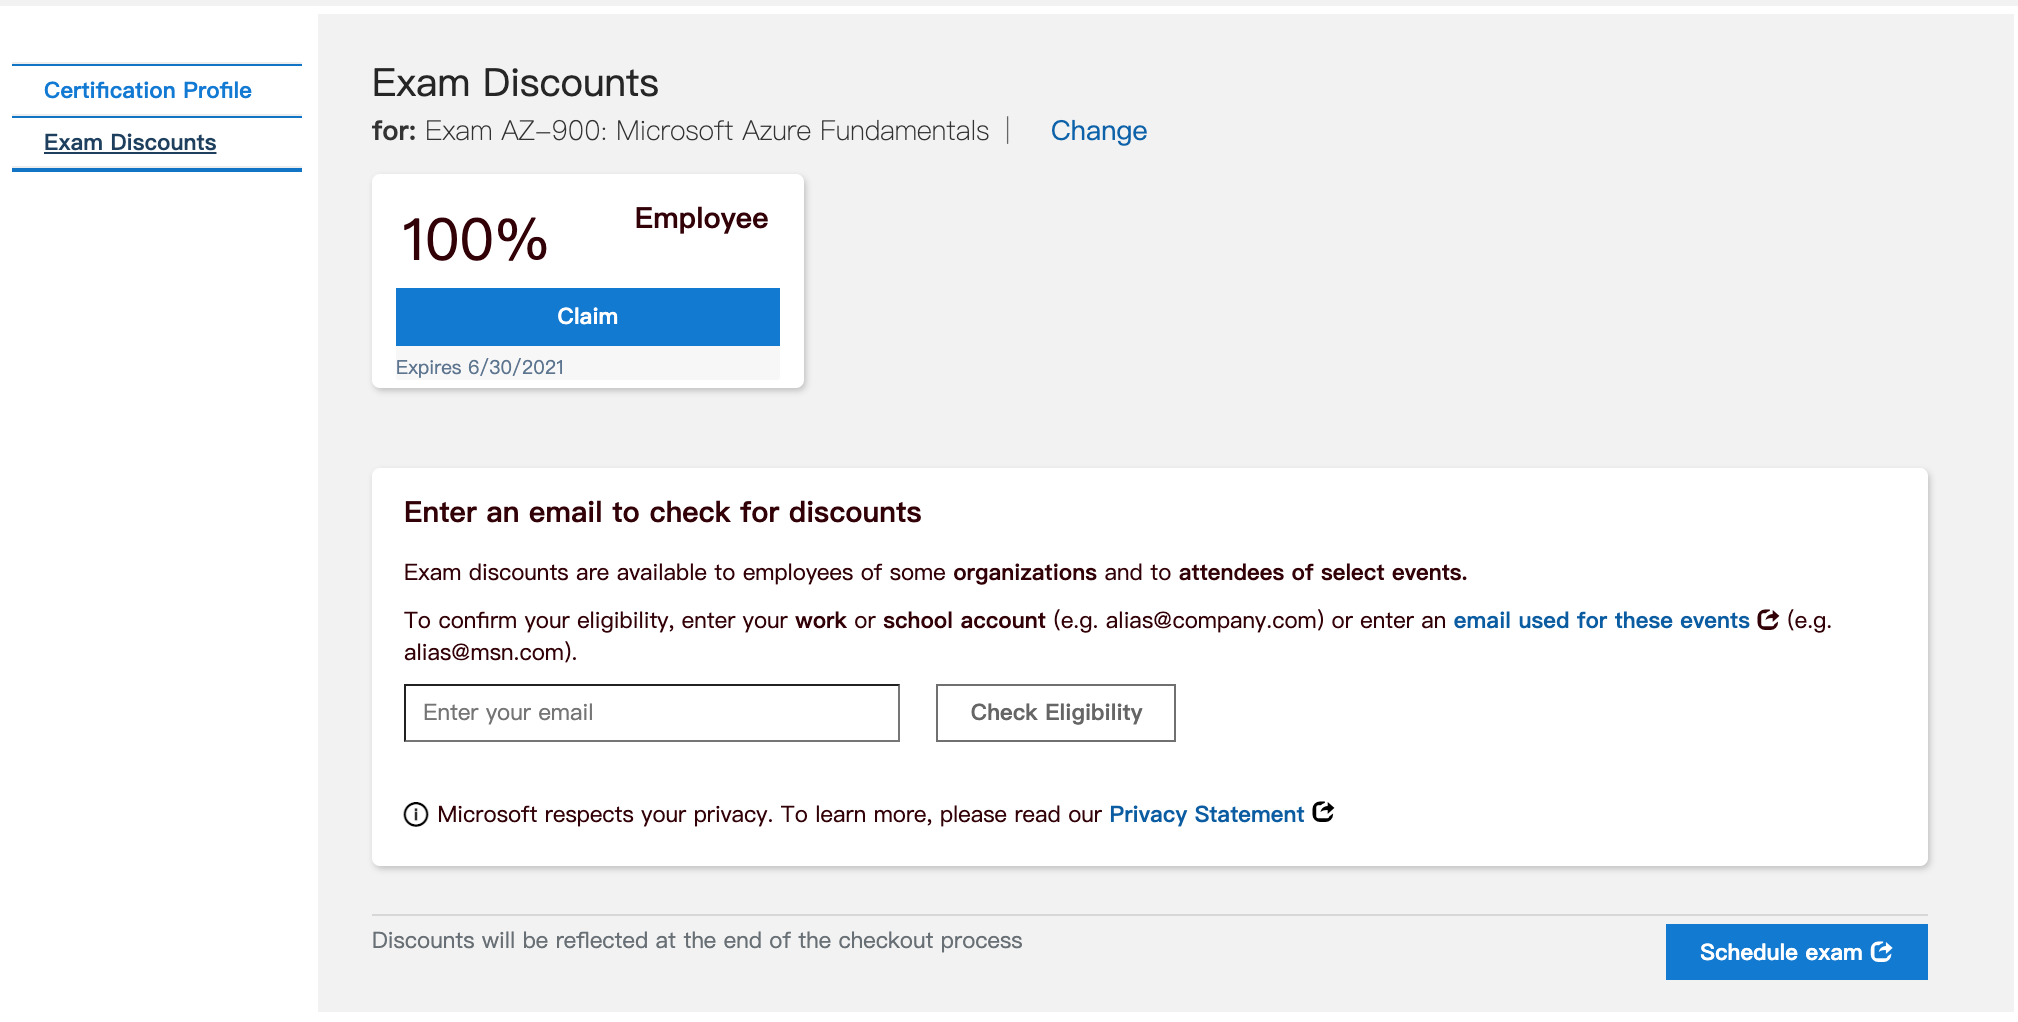 Certification Profile
Exam Discounts
Exam Discounts
for: Exam AZ-900: Microsoft Azure Fundamentals | Change
100%
Employee
Claim
Expires 6/30/2021
Enter an email to check for discounts
Exam discounts are available to employees of some organizations and to attendees of select events.
To confirm your eligibility, enter your work or school account (e.g. alias@company.com) or enter an email used for these events (e.g.
alias@msn.com).
Enter your email
Check Eligibility
Microsoft respects your privacy. To learn more, please read our Privacy Statement
Discounts will be reflected at the end of the checkout process
Schedule exam